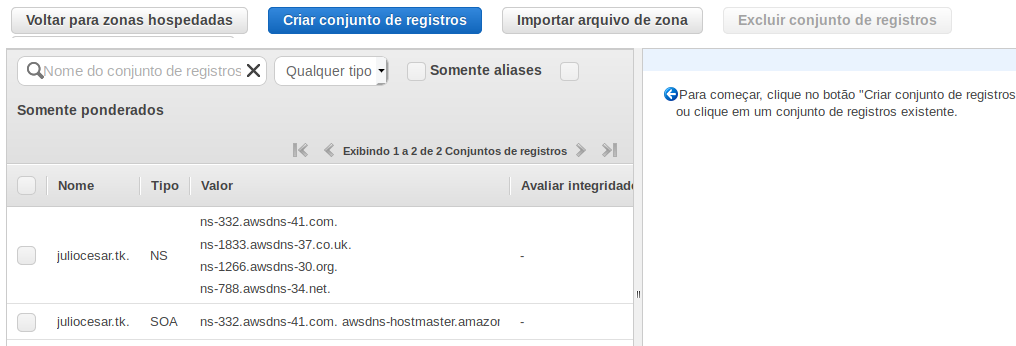 Voltar para zonas hospedadas
Criar conjunto de registros
Importar arquivo de zona
Excluir conjunto de registros
Nome do conjunto de registros
Qualquer tipo
Somente aliases
Somente ponderados
Exibindo 1 a 2 de 2 Conjuntos de registros
Nome Tipo Valor Avaliar integridade
juliocesar.tk. NS
ns-332.awsdns-41.com.
ns-1833.awsdns-37.co.uk.
ns-1266.awsdns-30.org.
ns-788.awsdns-34.net.
-
juliocesar.tk. SOA ns-332.awsdns-41.com. awsdns-hostmaster.amazon -
Para começar, clique no botão "Criar conjunto de registros
ou clique em um conjunto de registros existente.